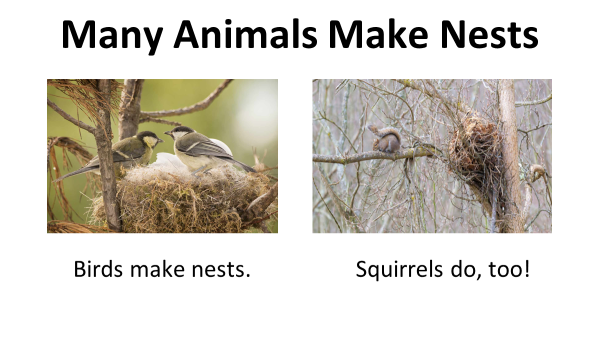 Many Animals Make Nests
Birds make nests.
Squirrels do, too!